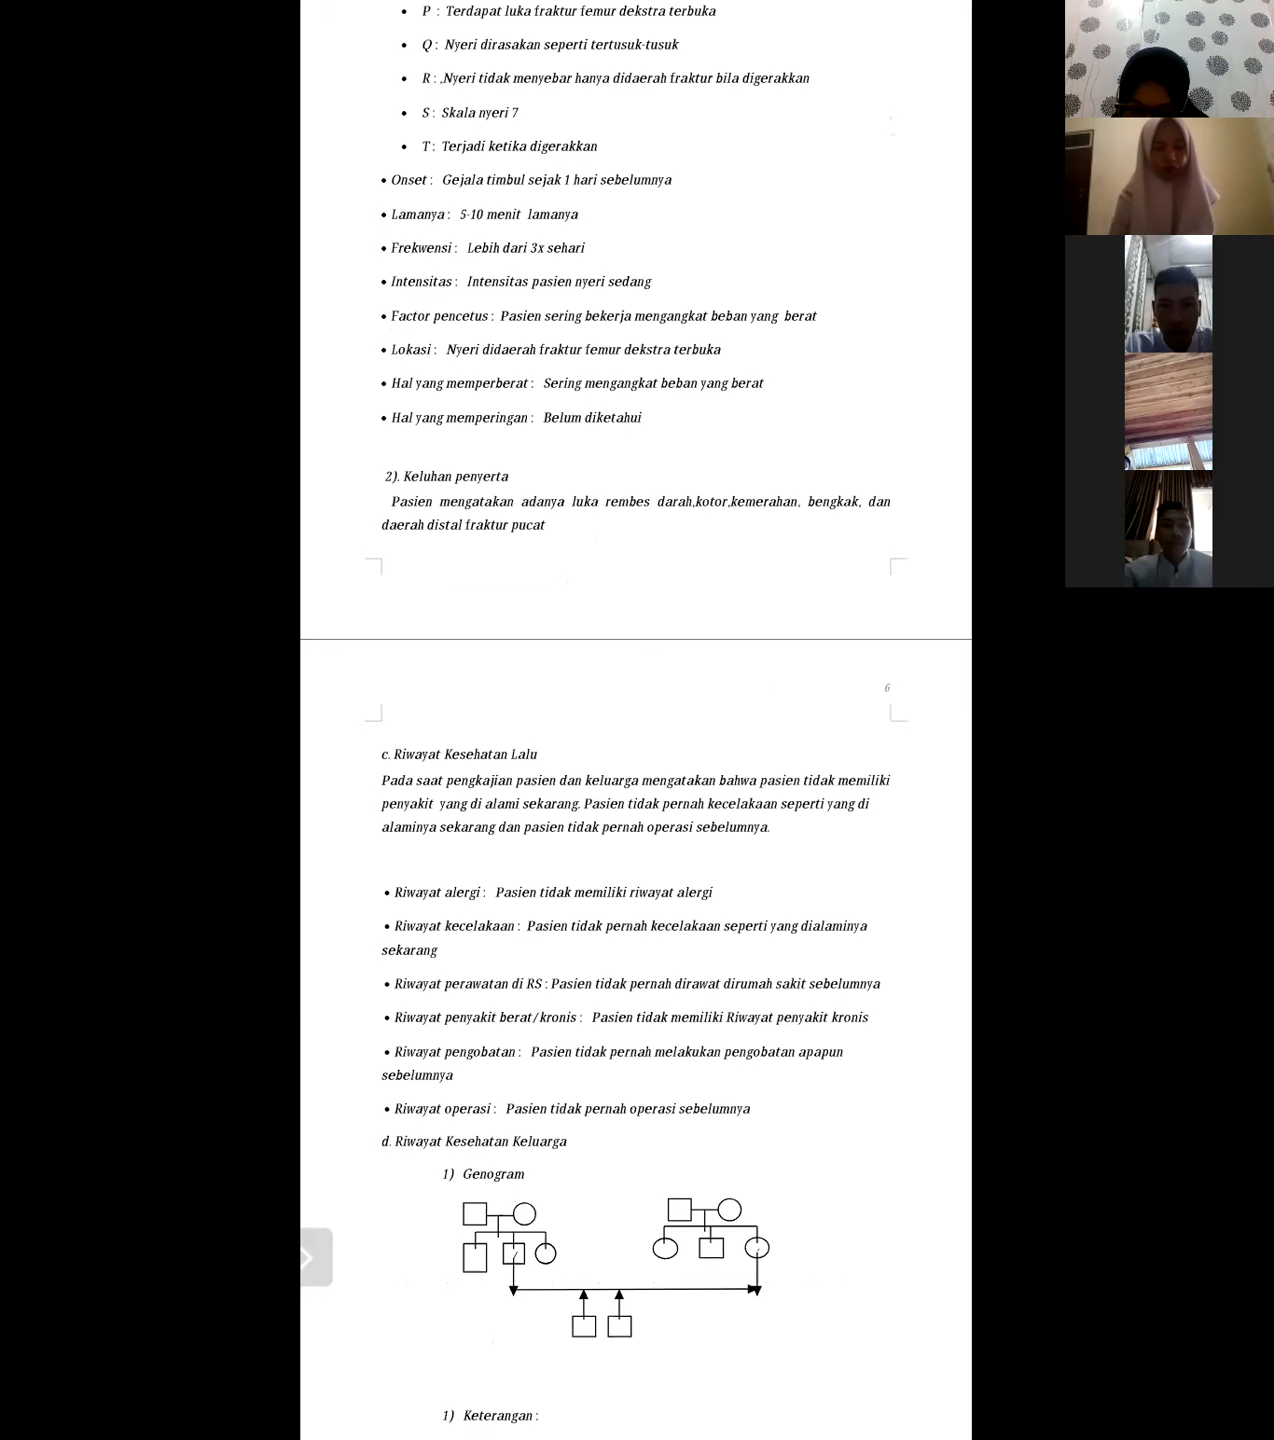 • P : Terdapat luka fraktur femur dekstra terbuka
• Q : Nyeri dirasakan seperti tertusuk-tusuk
• R : ,Nyeri tidak menyebar hanya didaerah fraktur bila digerakkan
• S : Skala nyeri 7
• T : Terjadi ketika digerakkan
• Onset : Gejala timbul sejak 1 hari sebelumnya
• Lamanya : 5-10 menit lamanya
• Frekwensi : Lebih dari 3x sehari
• Intensitas : Intensitas pasien nyeri sedang
• Factor pencetus : Pasien sering bekerja mengangkat beban yang berat
• Lokasi : Nyeri didaerah fraktur femur dekstra terbuka
• Hal yang memperberat : Sering mengangkat beban yang berat
• Hal yang memperingan : Belum diketahui
2). Keluhan penyerta
Pasien mengatakan adanya luka rembes darah,kotor,kemerahan, bengkak, dan
daerah distal fraktur pucat
6
c. Riwayat Kesehatan Lalu
Pada saat pengkajian pasien dan keluarga mengatakan bahwa pasien tidak memiliki
penyakit yang di alami sekarang. Pasien tidak pernah kecelakaan seperti yang di
alaminya sekarang dan pasien tidak pernah operasi sebelumnya.
• Riwayat alergi : Pasien tidak memiliki riwayat alergi
• Riwayat kecelakaan : Pasien tidak pernah kecelakaan seperti yang dialaminya
sekarang
• Riwayat perawatan di RS : Pasien tidak pernah dirawat dirumah sakit sebelumnya
• Riwayat penyakit berat/kronis : Pasien tidak memiliki Riwayat penyakit kronis
• Riwayat pengobatan : Pasien tidak pernah melakukan pengobatan apapun
sebelumnya
• Riwayat operasi : Pasien tidak pernah operasi sebelumnya
d. Riwayat Kesehatan Keluarga
1) Genogram
1) Keterangan :